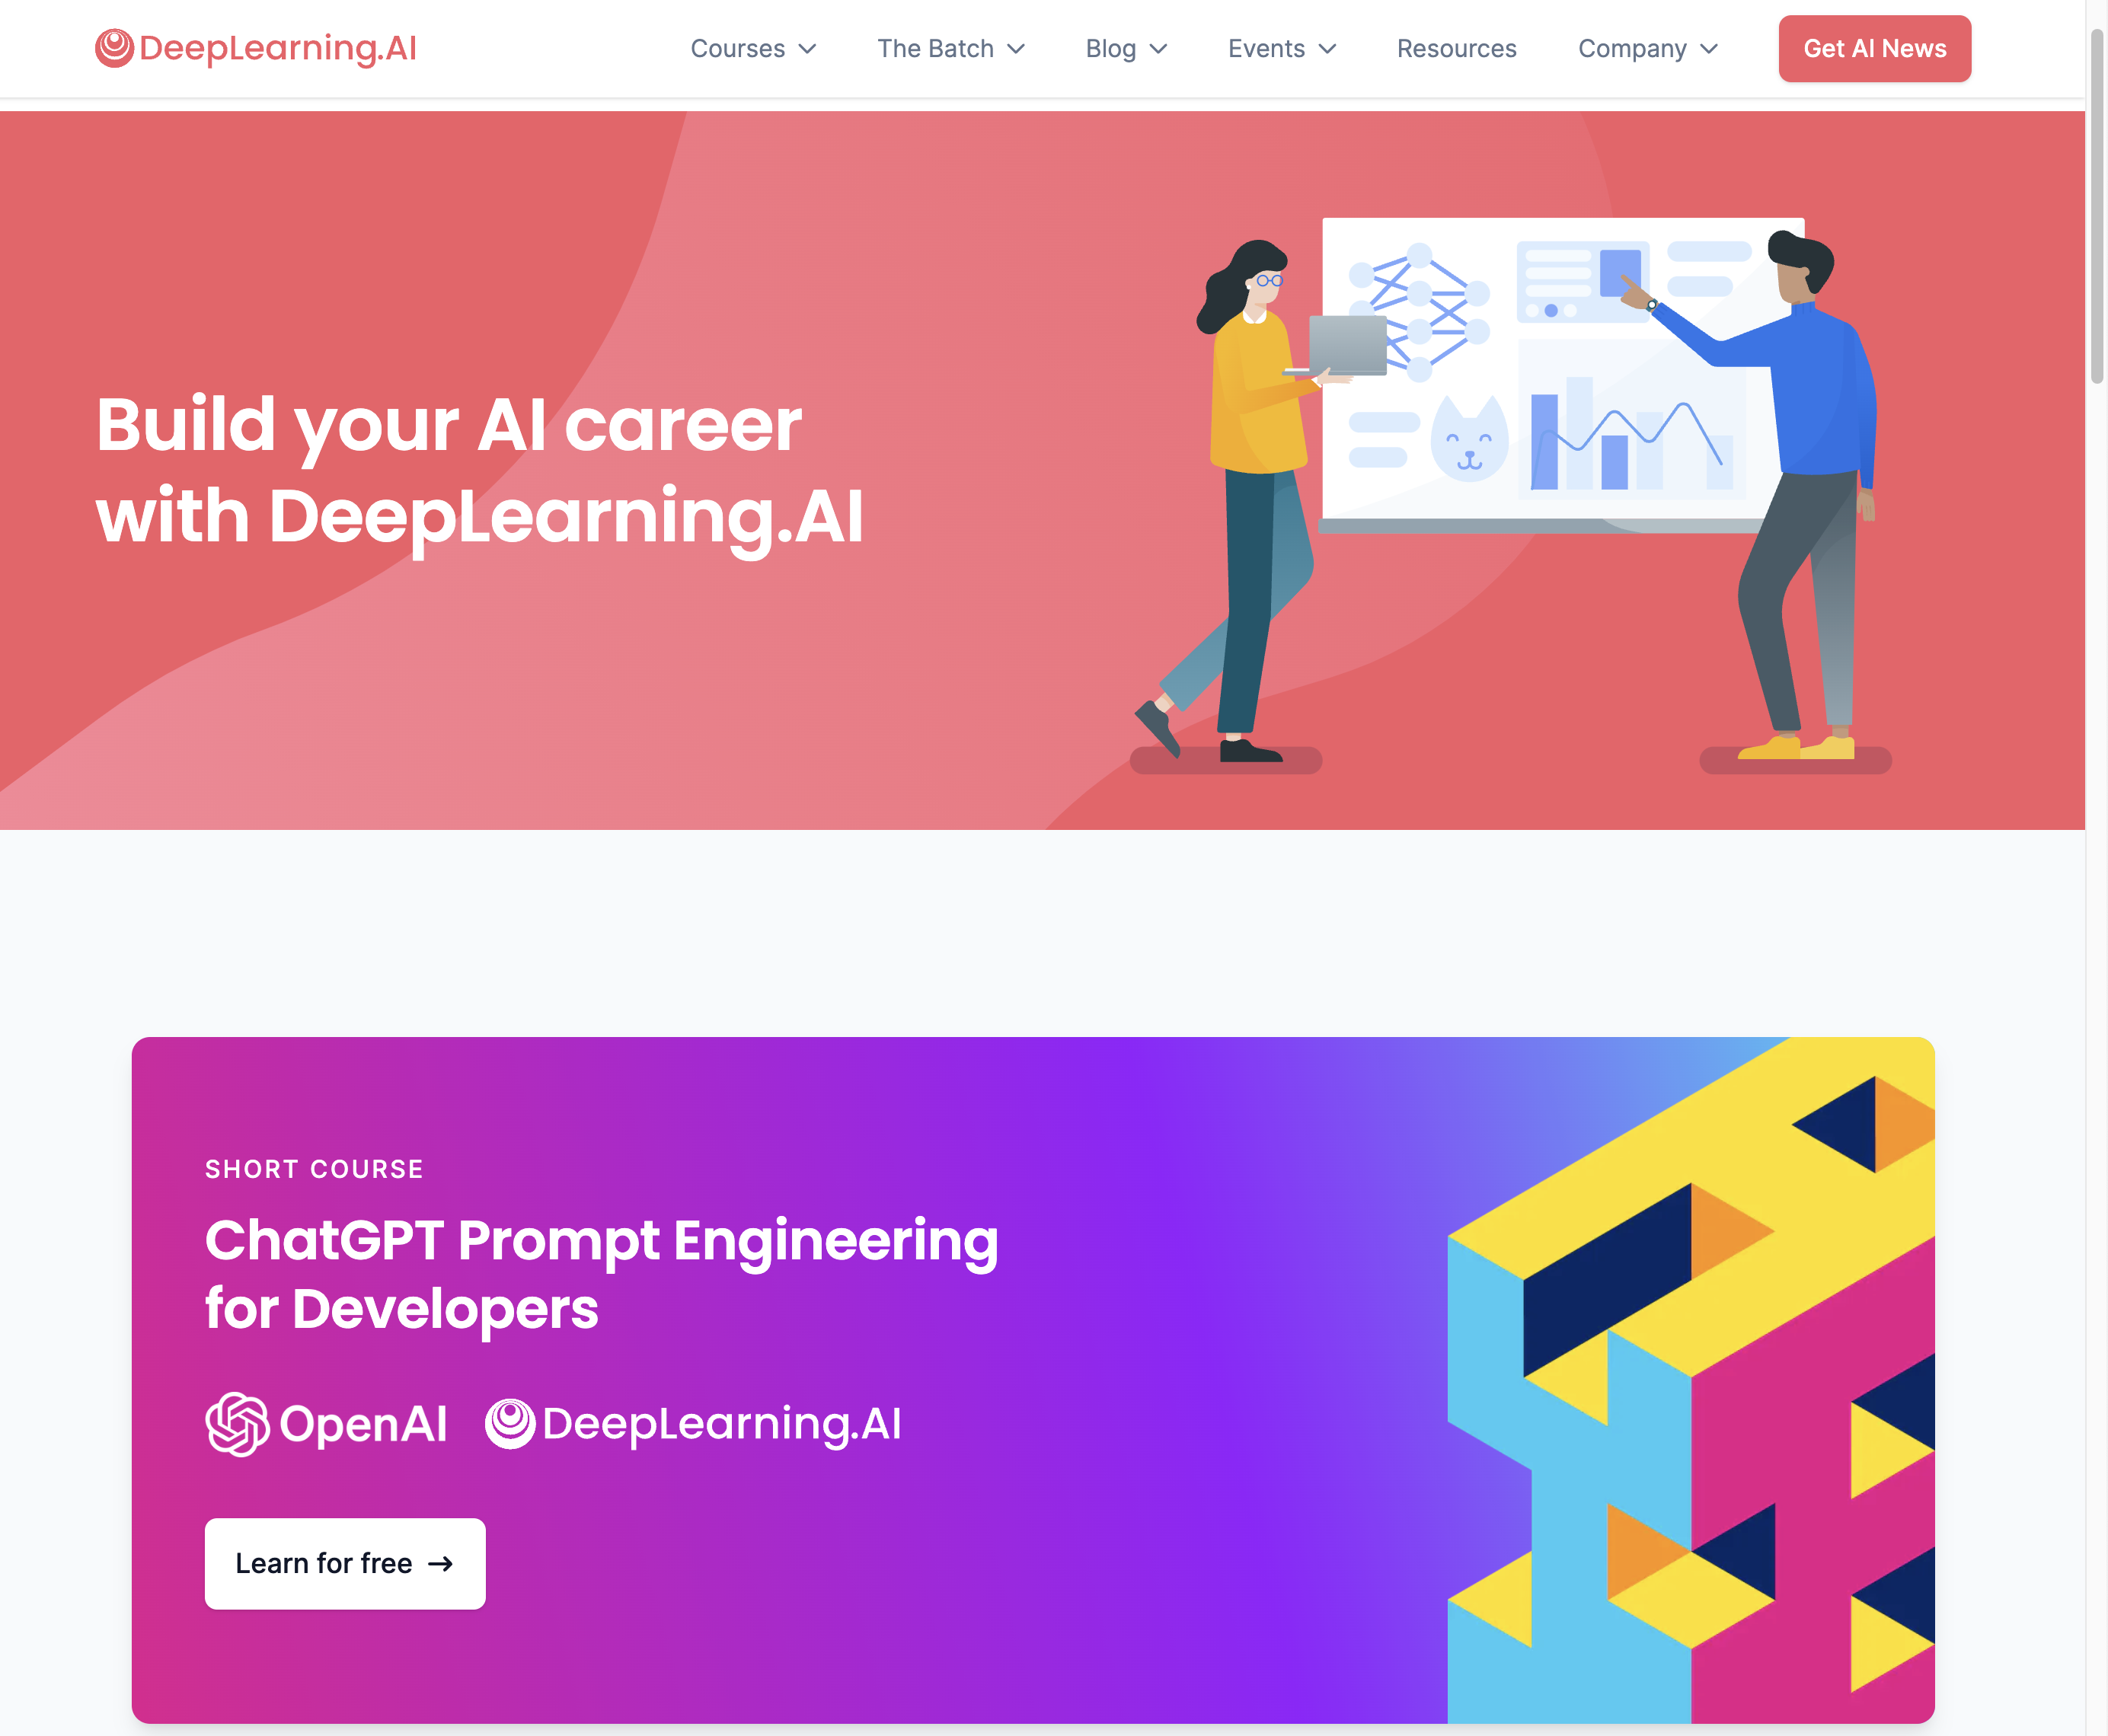 DeepLearning.AI
Courses
The Batch
Blog
Events
Resources
Company
Get AI News
Build your AI career
with DeepLearning.AI
SHORT COURSE
ChatGPT Prompt Engineering
for Developers
OpenAI
DeepLearning.AI
Learn for free →